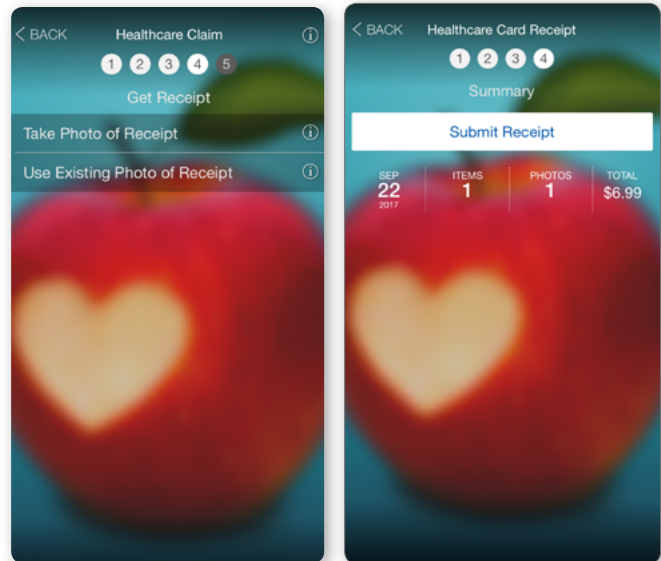 < BACK Healthcare Claim ⓘ
1 2 3 4 5
Get Receipt
Take Photo of Receipt ⓘ
Use Existing Photo of Receipt ⓘ
< BACK Healthcare Card Receipt
1 2 3 4
Summary
Submit Receipt
SEP ITEMS PHOTOS TOTAL
22 1 1 $6.99
2017